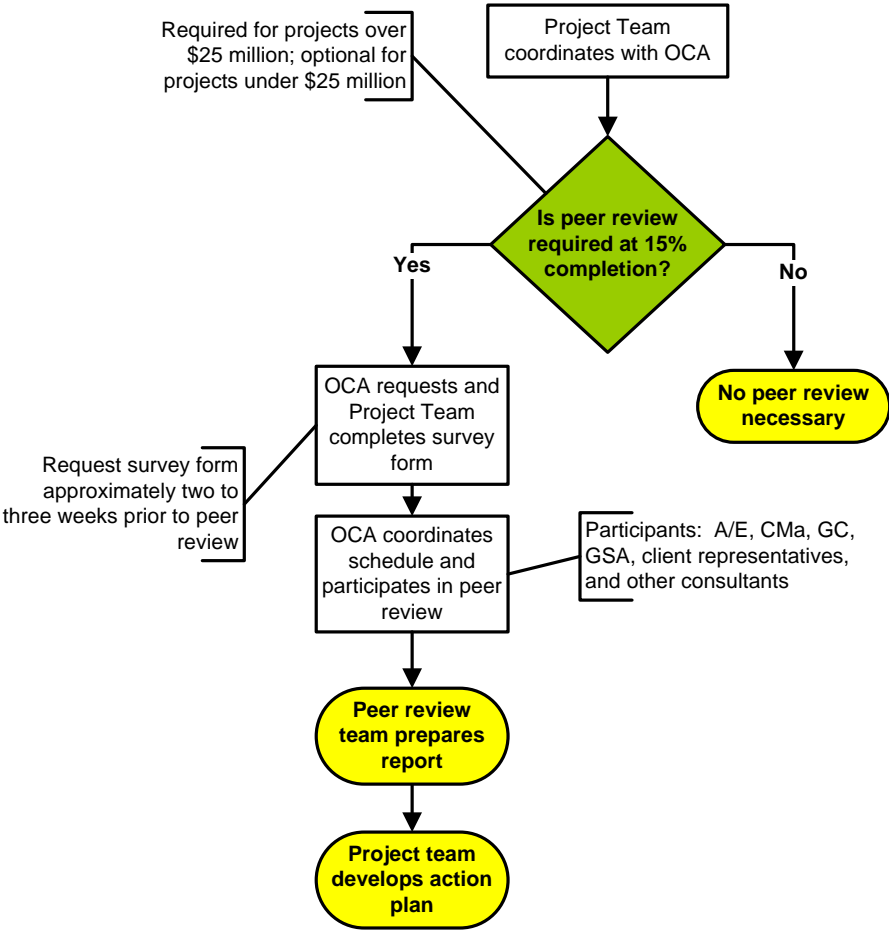 Required for projects over
$25 million; optional for
projects under $25 million
Project Team
coordinates with OCA
Is peer review
required at 15%
completion?
Yes
No
OCA requests and
Project Team
completes survey
form
No peer review
necessary
Request survey form
approximately two to
three weeks prior to peer
review
OCA coordinates
schedule and
participates in peer
review
Participants:  A/E, CMa, GC,
GSA, client representatives,
and other consultants
Peer review
team prepares
report
Project team
develops action
plan